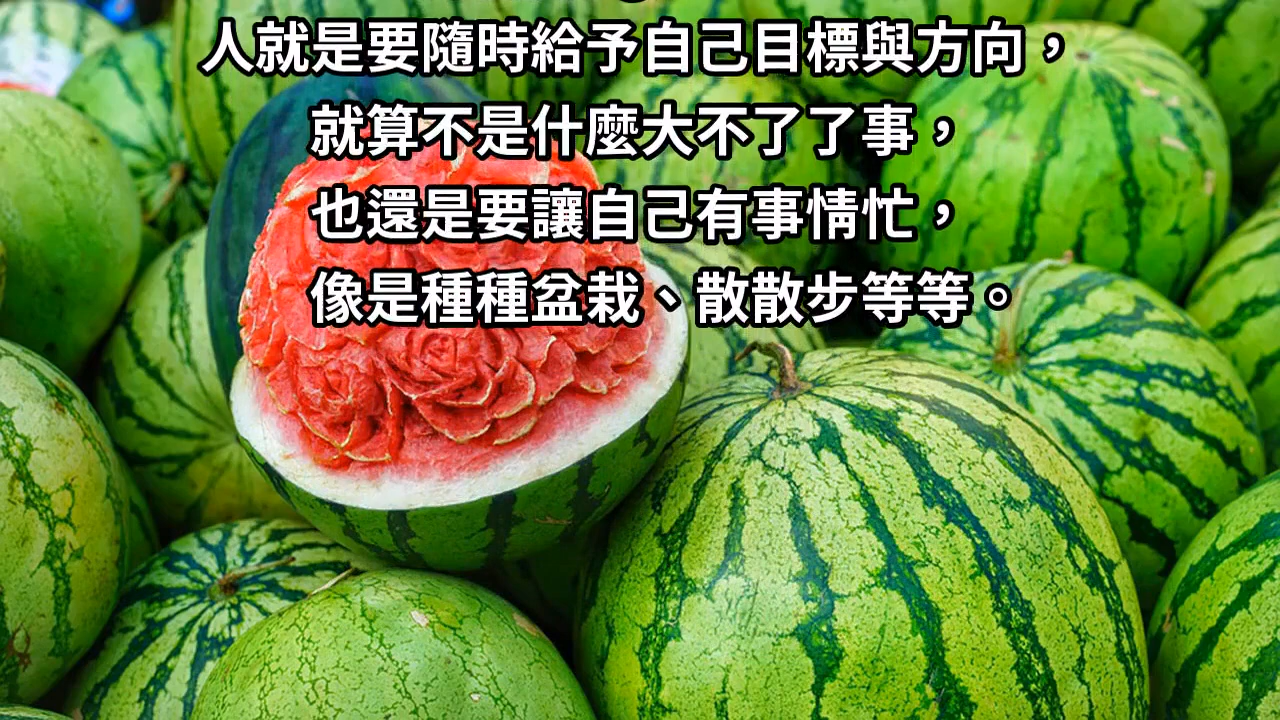 人就是要隨時給予自己目標與方向，
就算不是什麼大不了了事，
也還是要讓自己有事情忙，
像是種種盆栽、散散步等等。